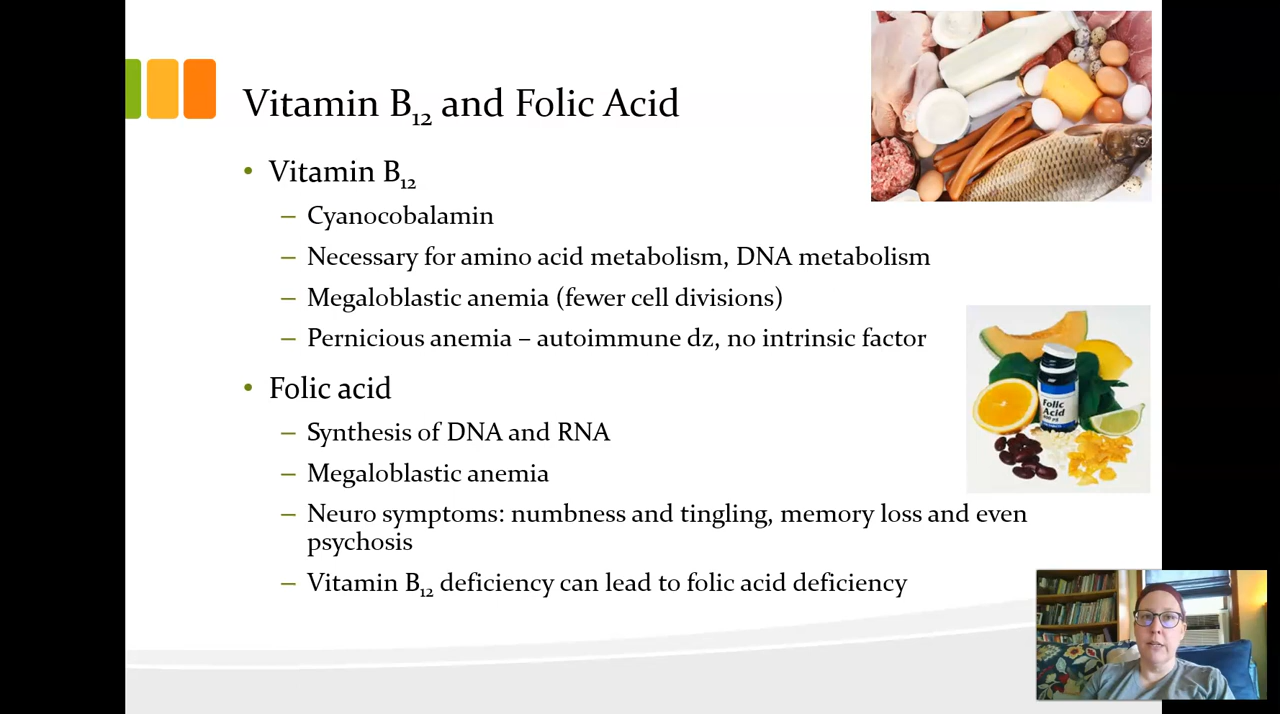 Vitamin B₁₂ and Folic Acid
• Vitamin B₁₂
– Cyanocobalamin
– Necessary for amino acid metabolism, DNA metabolism
– Megaloblastic anemia (fewer cell divisions)
– Pernicious anemia – autoimmune dz, no intrinsic factor
• Folic acid
– Synthesis of DNA and RNA
– Megaloblastic anemia
– Neuro symptoms: numbness and tingling, memory loss and even
psychosis
– Vitamin B₁₂ deficiency can lead to folic acid deficiency
Folic
Acid